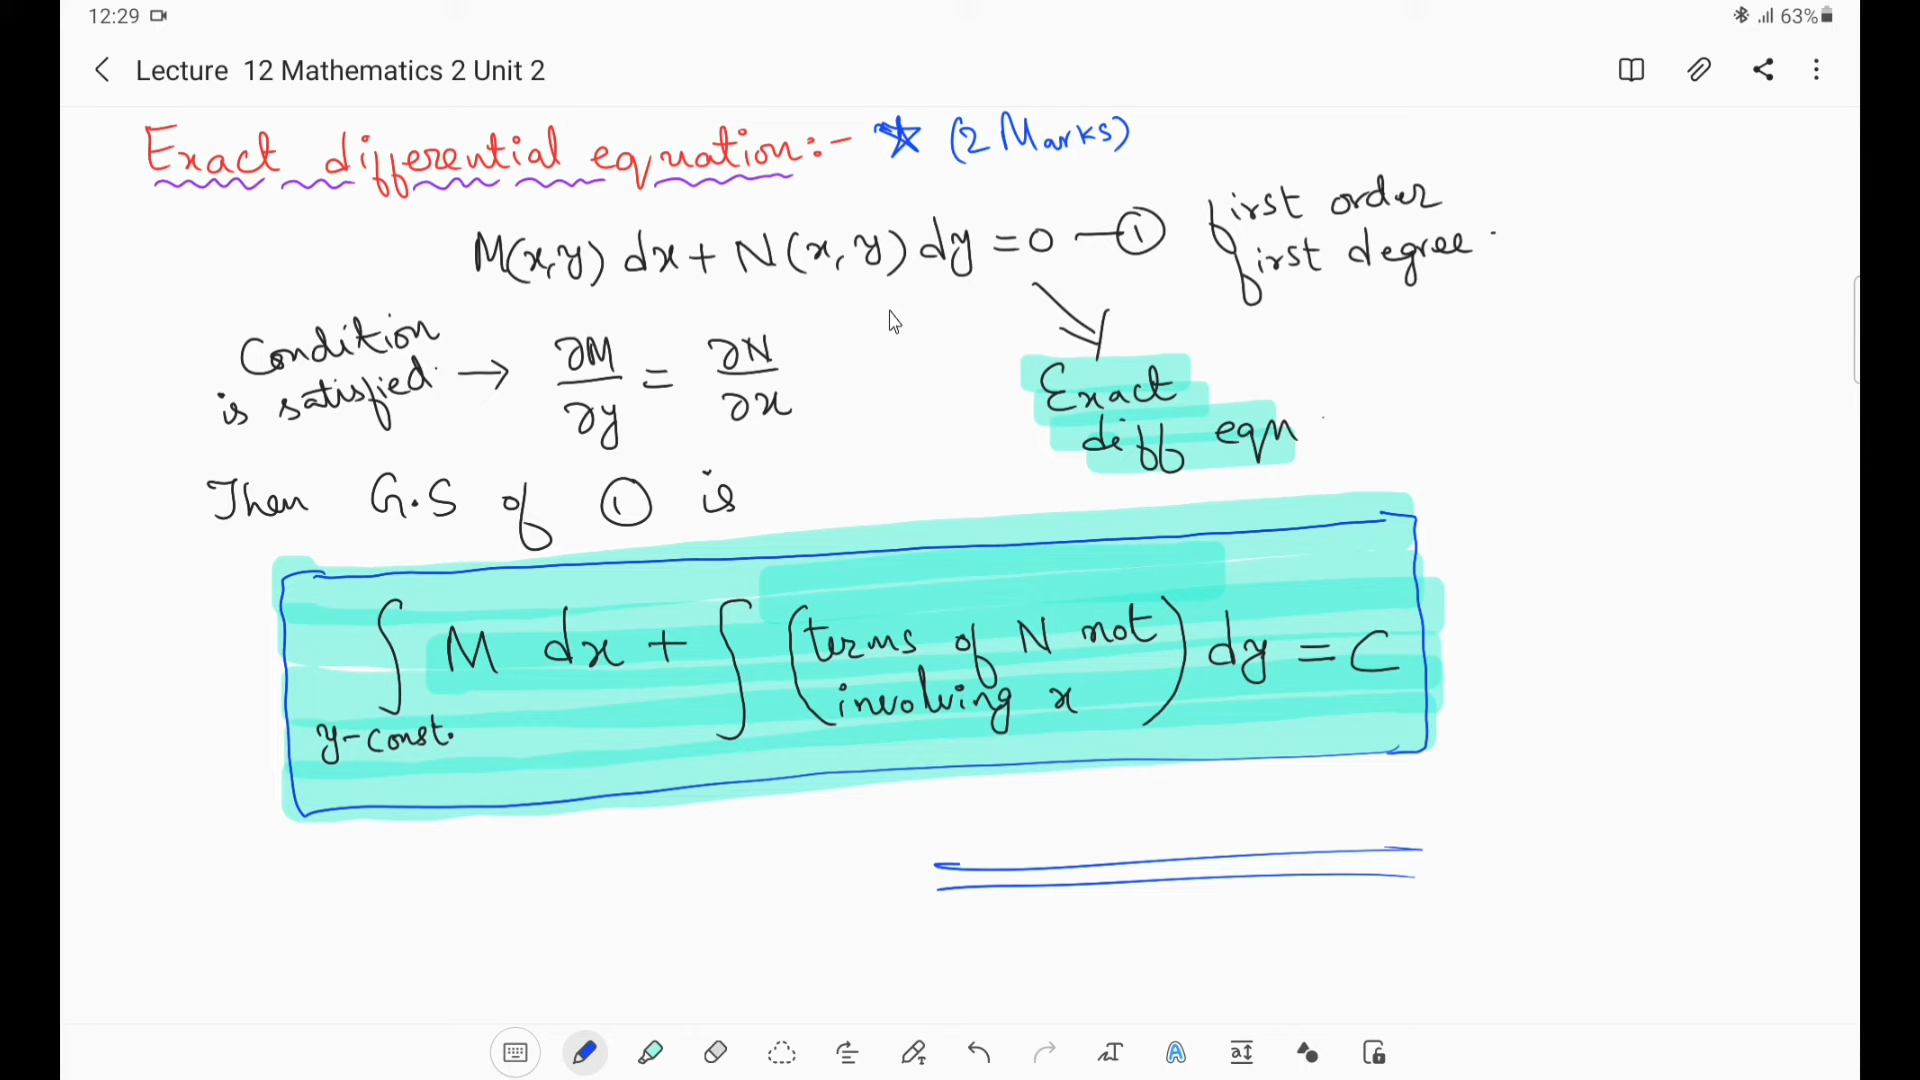 12:29
63%
Lecture 12 Mathematics 2 Unit 2
Exact differential equation:- ★ (2 Marks)
M(x,y) dx + N(x,y) dy = 0 — ①
first order
first degree.
Condition
is satisfied. → ∂M/∂y = ∂N/∂x
Exact
diff eqn
Then G.S of ① is
∫ M dx + ∫ (terms of N not involving x) dy = C
y-const.